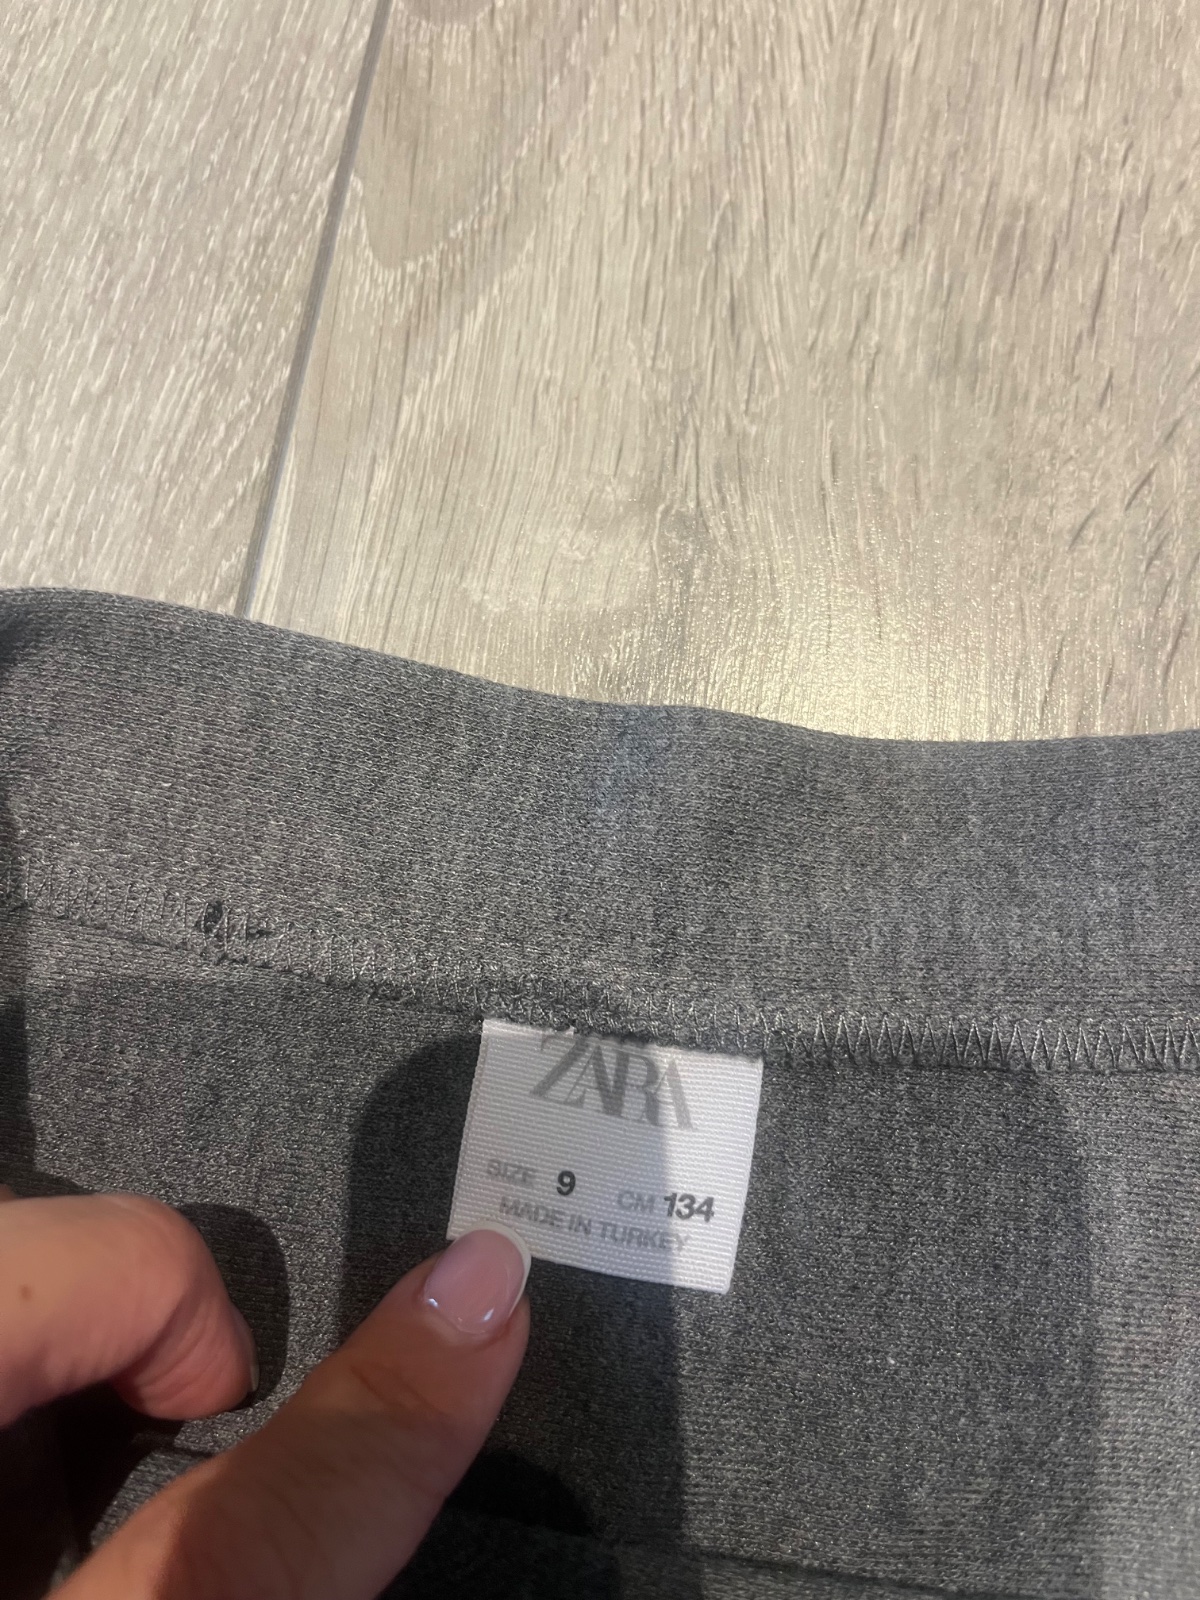 ZARA
SIZE 9 CM 134
MADE IN TURKEY